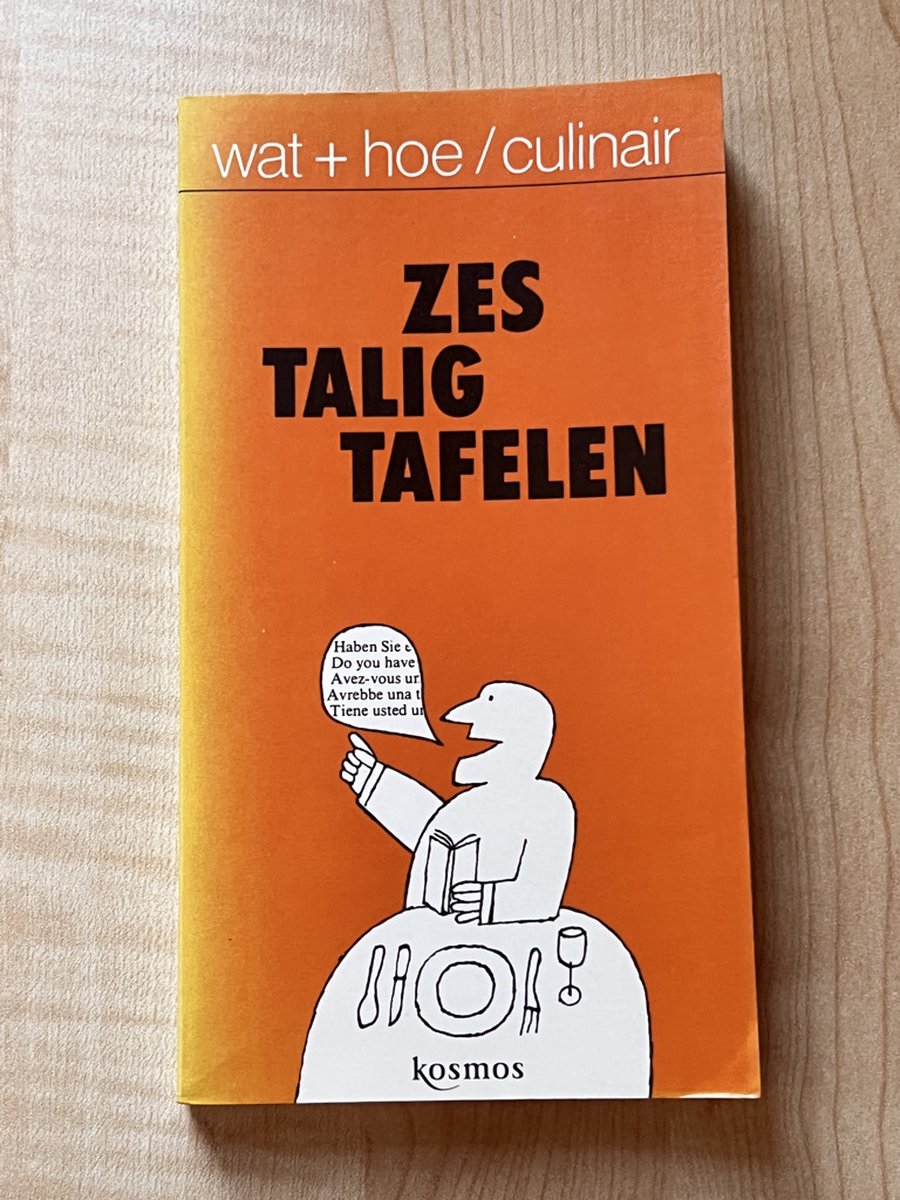 wat + hoe / culinair
ZES
TALIG
TAFELEN
Haben Sie
Do you have
Avez-vous
Avrebbe una
Tiene usted
kosmos